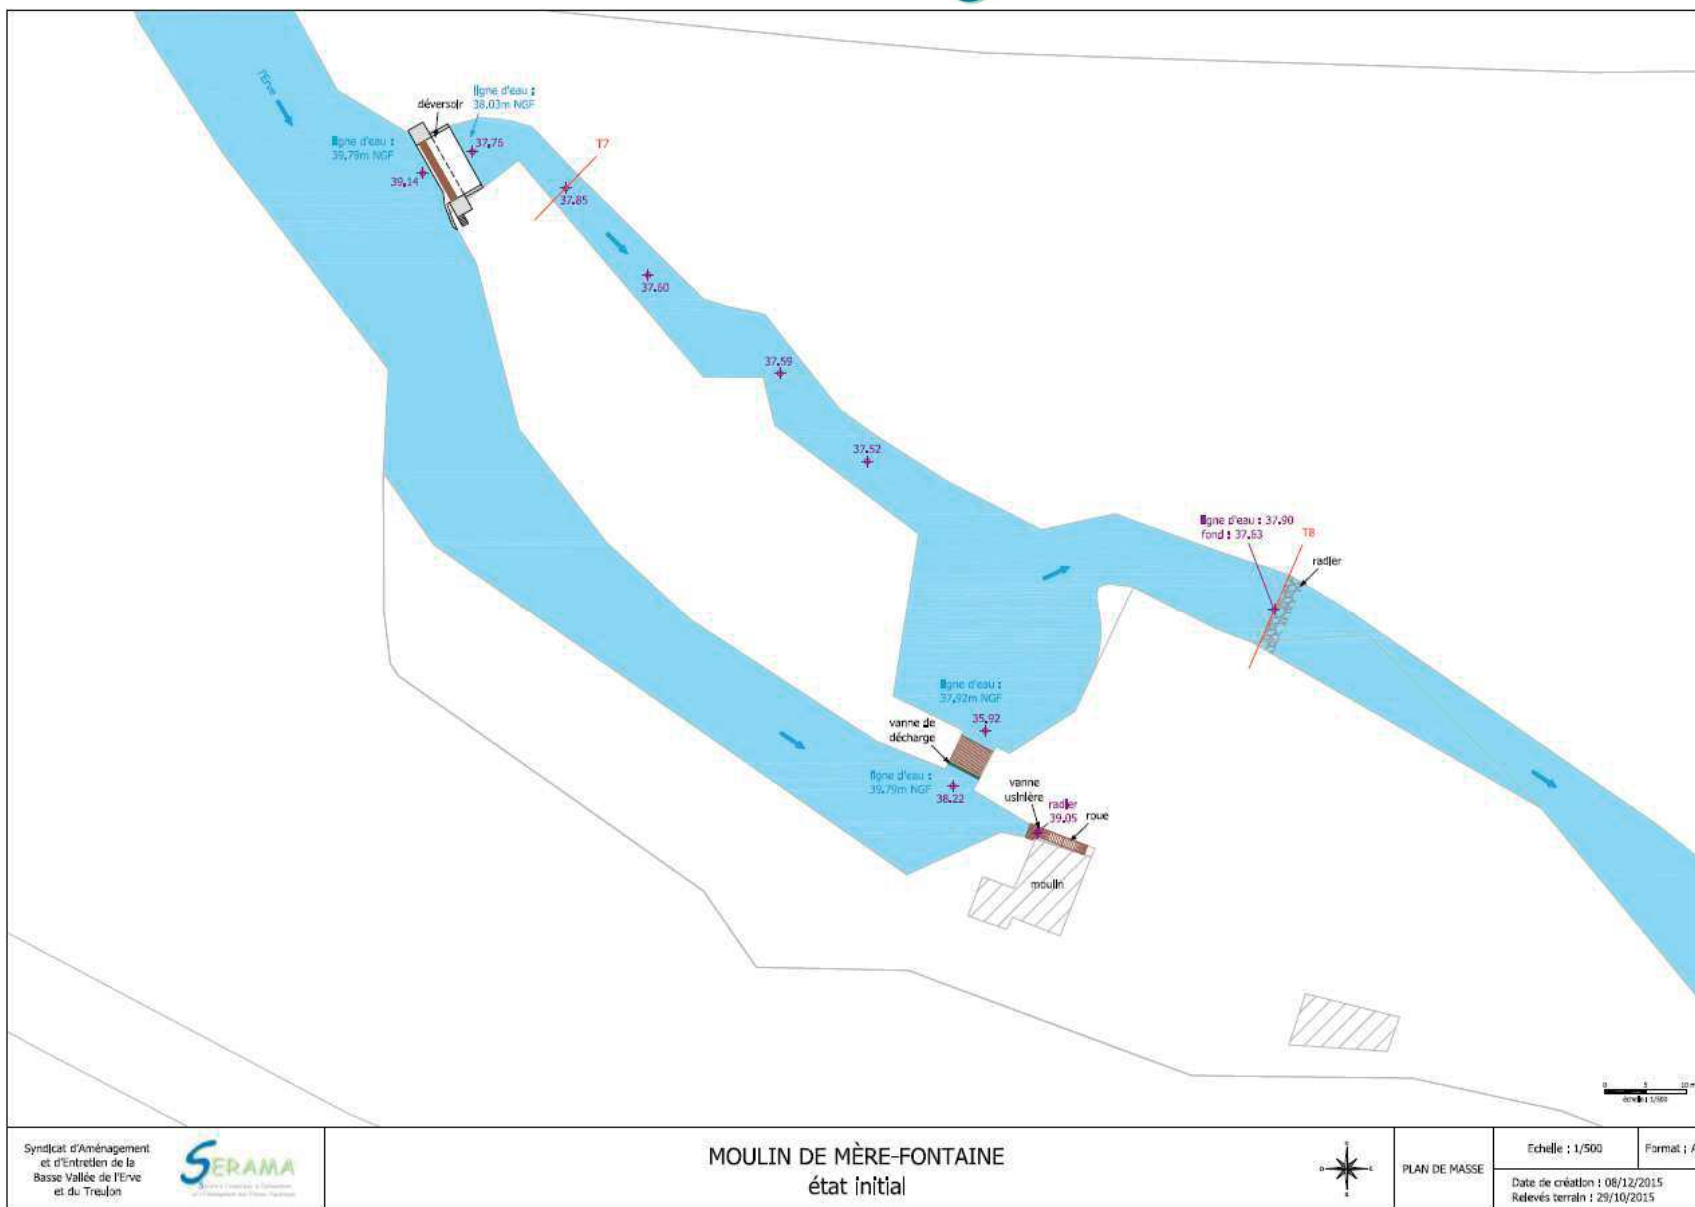 l'Erve
déversoir
ligne d'eau :
38.03m NGF
ligne d'eau :
39.79m NGF
37.75
39.14
T7
37.85
37.60
37.59
37.52
ligne d'eau : 37.90
fond : 37.63
T8
radier
ligne d'eau :
37.92m NGF
35.92
vanne de
décharge
ligne d'eau :
39.79m NGF
38.22
vanne
usinière
radier
39.05
roue
moulin
0 5 10 m
échelle : 1/500
Syndicat d'Aménagement
et d'Entretien de la
Basse Vallée de l'Erve
et du Treulon
SERAMA
MOULIN DE MÈRE-FONTAINE
état initial
PLAN DE MASSE
Echelle : 1/500
Format : A
Date de création : 08/12/2015
Relevés terrain : 29/10/2015